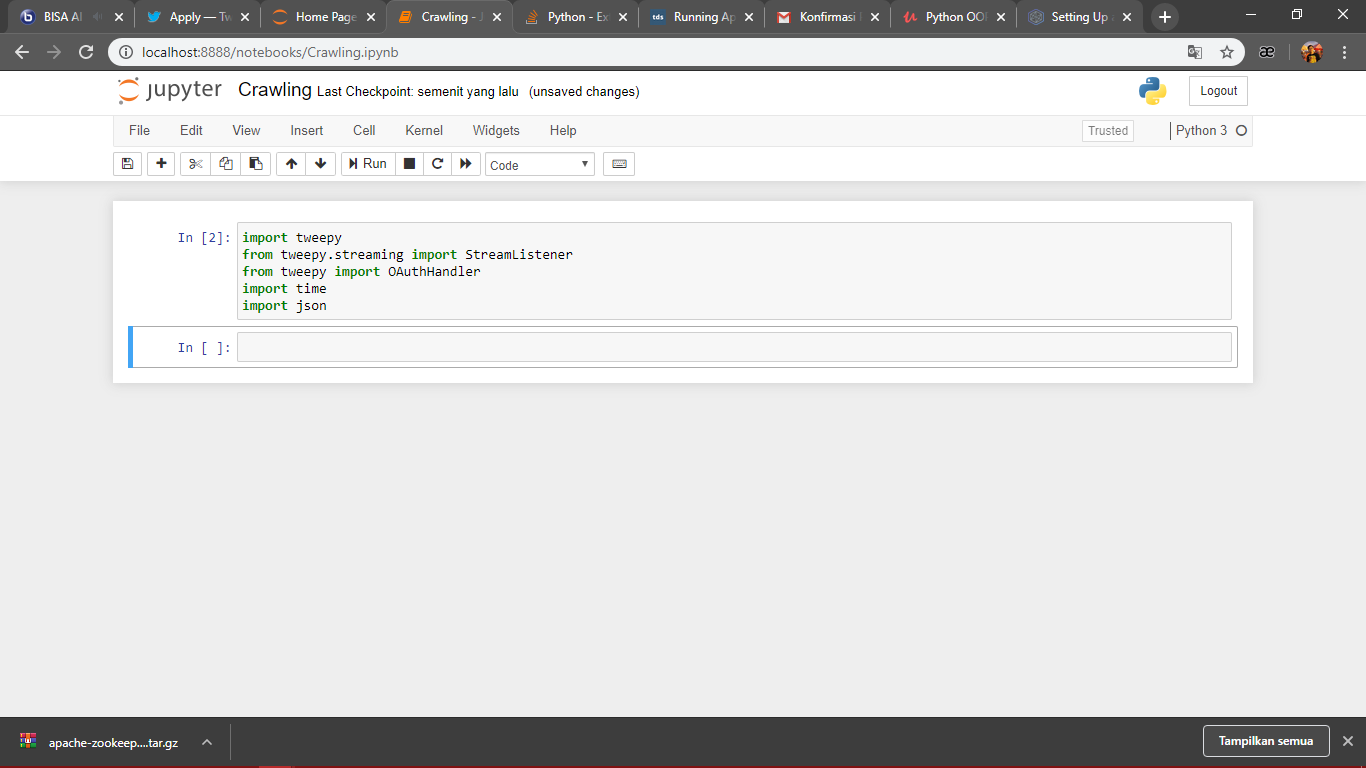 BISA AI
Apply — Tw
Home Page
Crawling - J
Python - Ex
tds
Running Ap
Konfirmasi
Python OOP
Setting Up
localhost:8888/notebooks/Crawling.ipynb
æ
jupyter Crawling Last Checkpoint: semenit yang lalu (unsaved changes)
Logout
File Edit View Insert Cell Kernel Widgets Help
Trusted
Python 3
Run
Code
In [2]:
import tweepy
from tweepy.streaming import StreamListener
from tweepy import OAuthHandler
import time
import json
In [ ]:
apache-zookeep....tar.gz
Tampilkan semua